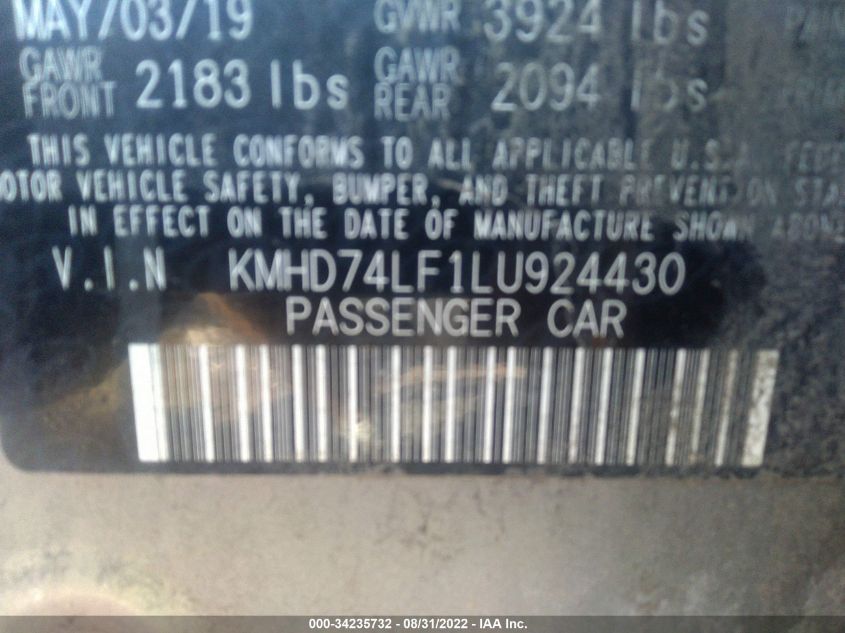 MAY/03/19 GVWR 3924 lbs
GAWR FRONT 2183 lbs GAWR REAR 2094 lbs
THIS VEHICLE CONFORMS TO ALL APPLICABLE U.S.A.
VEHICLE SAFETY, BUMPER, AND THEFT PREVENTION
IN EFFECT ON THE DATE OF MANUFACTURE SHOWN ABOVE
V.I.N KMHD74LF1LU924430
PASSENGER CAR
000-34235732 - 08/31/2022 - IAA Inc.